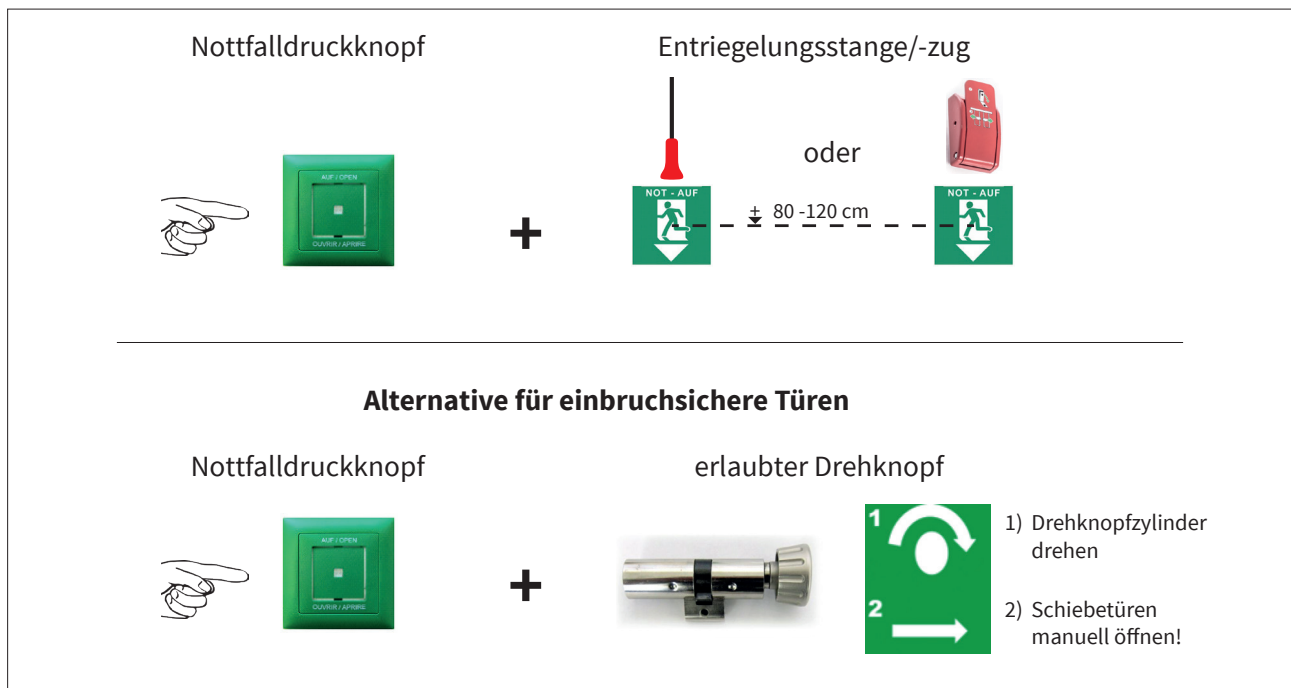 Nottfalldruckknopf
Entriegelungsstange/-zug
oder
AUF / OPEN
OUVRIR / APRIRE
+
NOT - AUF
± 80 -120 cm
NOT - AUF
Alternative für einbruchsichere Türen
Nottfalldruckknopf
erlaubter Drehknopf
AUF / OPEN
OUVRIR / APRIRE
+
1
2
1) Drehknopfzylinder
drehen
2) Schiebetüren
manuell öffnen!